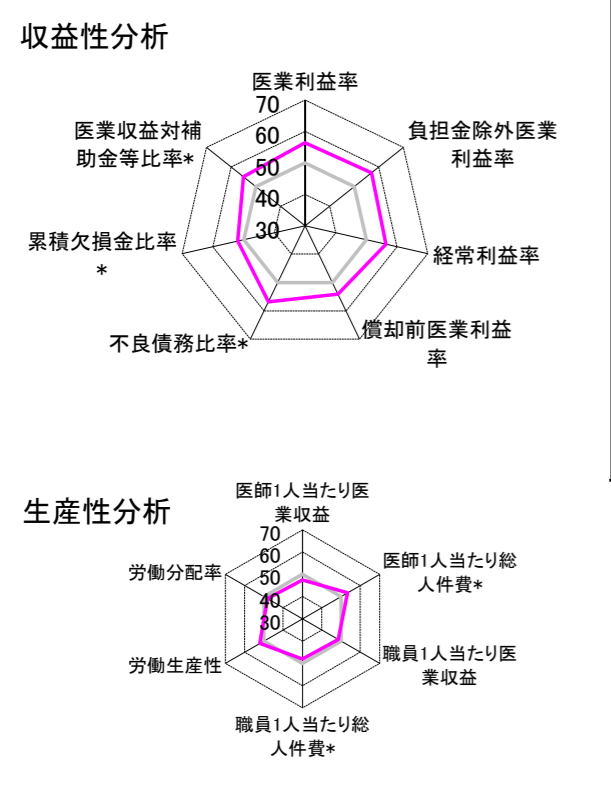 収益性分析
医業利益率
70
60
50
40
30
負担金除外医業
利益率
経常利益率
償却前医業利益
率
不良債務比率*
累積欠損金比率
*
医業収益対補
助金等比率*
生産性分析
医師1人当たり医
業収益
70
60
50
40
30
医師1人当たり総
人件費*
職員1人当たり医
業収益
職員1人当たり総
人件費*
労働生産性
労働分配率